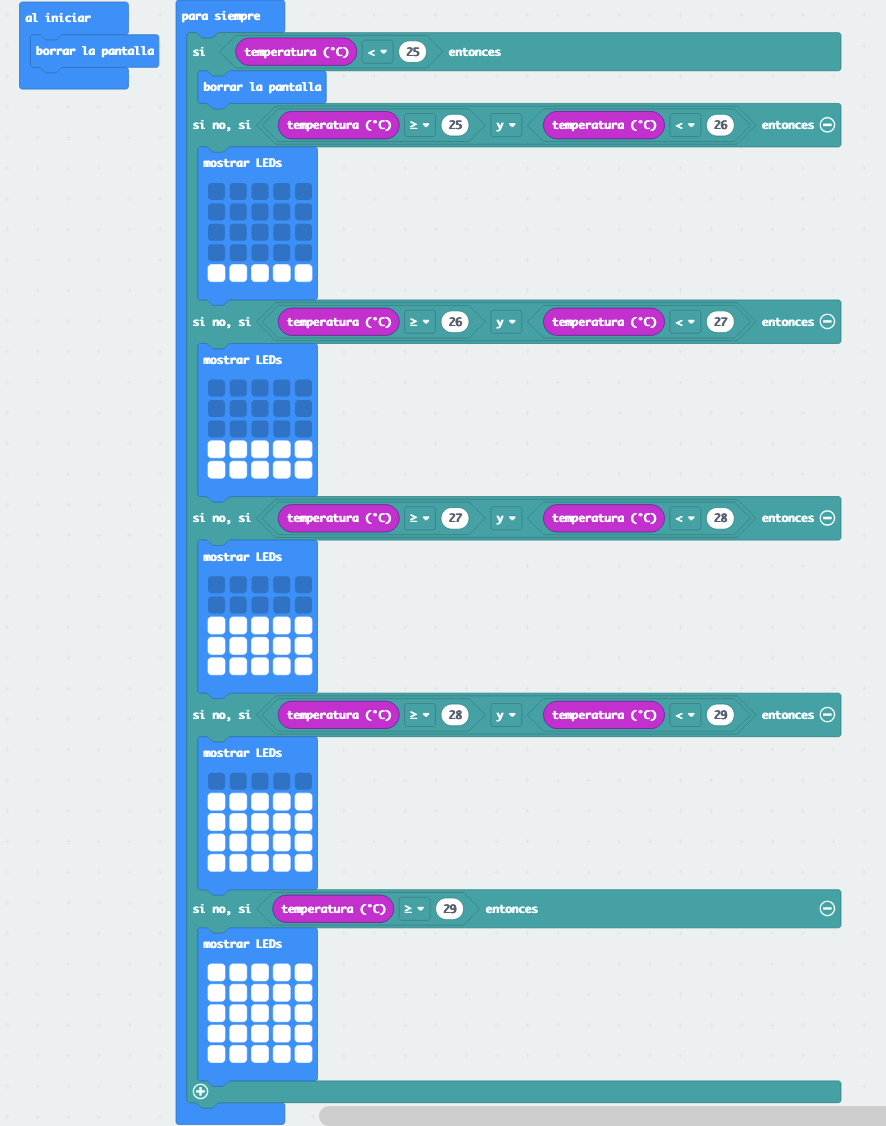 al iniciar
borrar la pantalla
para siempre
si temperatura (°C) < 25 entonces
borrar la pantalla
si no, si temperatura (°C) ≥ 25 y temperatura (°C) < 26 entonces
mostrar LEDs
si no, si temperatura (°C) ≥ 26 y temperatura (°C) < 27 entonces
mostrar LEDs
si no, si temperatura (°C) ≥ 27 y temperatura (°C) < 28 entonces
mostrar LEDs
si no, si temperatura (°C) ≥ 28 y temperatura (°C) < 29 entonces
mostrar LEDs
si no, si temperatura (°C) ≥ 29 entonces
mostrar LEDs